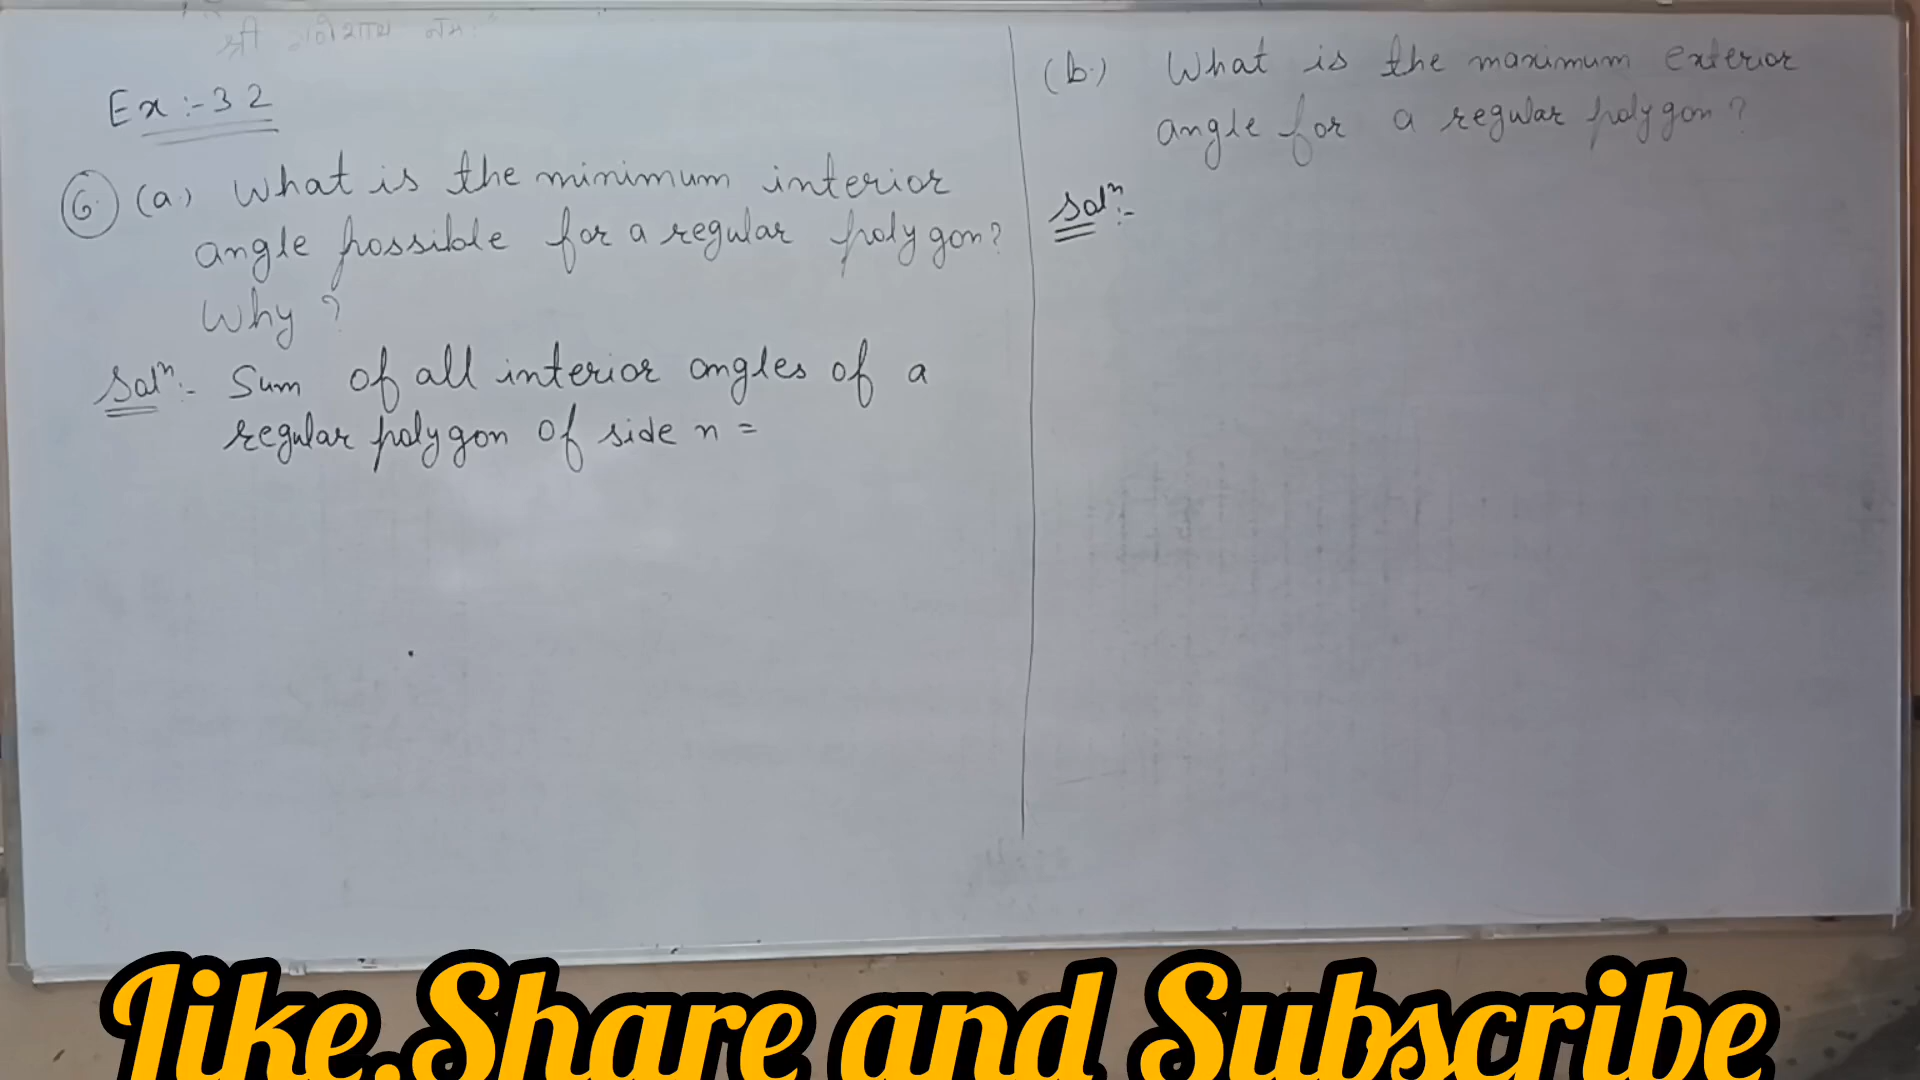 श्री गणेशाय नमः
Ex :- 32
6. (a.) What is the minimum interior
angle possible for a regular polygon?
Why ?
Solⁿ:- Sum of all interior angles of a
regular polygon of side n =
(b.) What is the maximum exterior
angle for a regular polygon?
Solⁿ:-
Like,Share and Subscribe